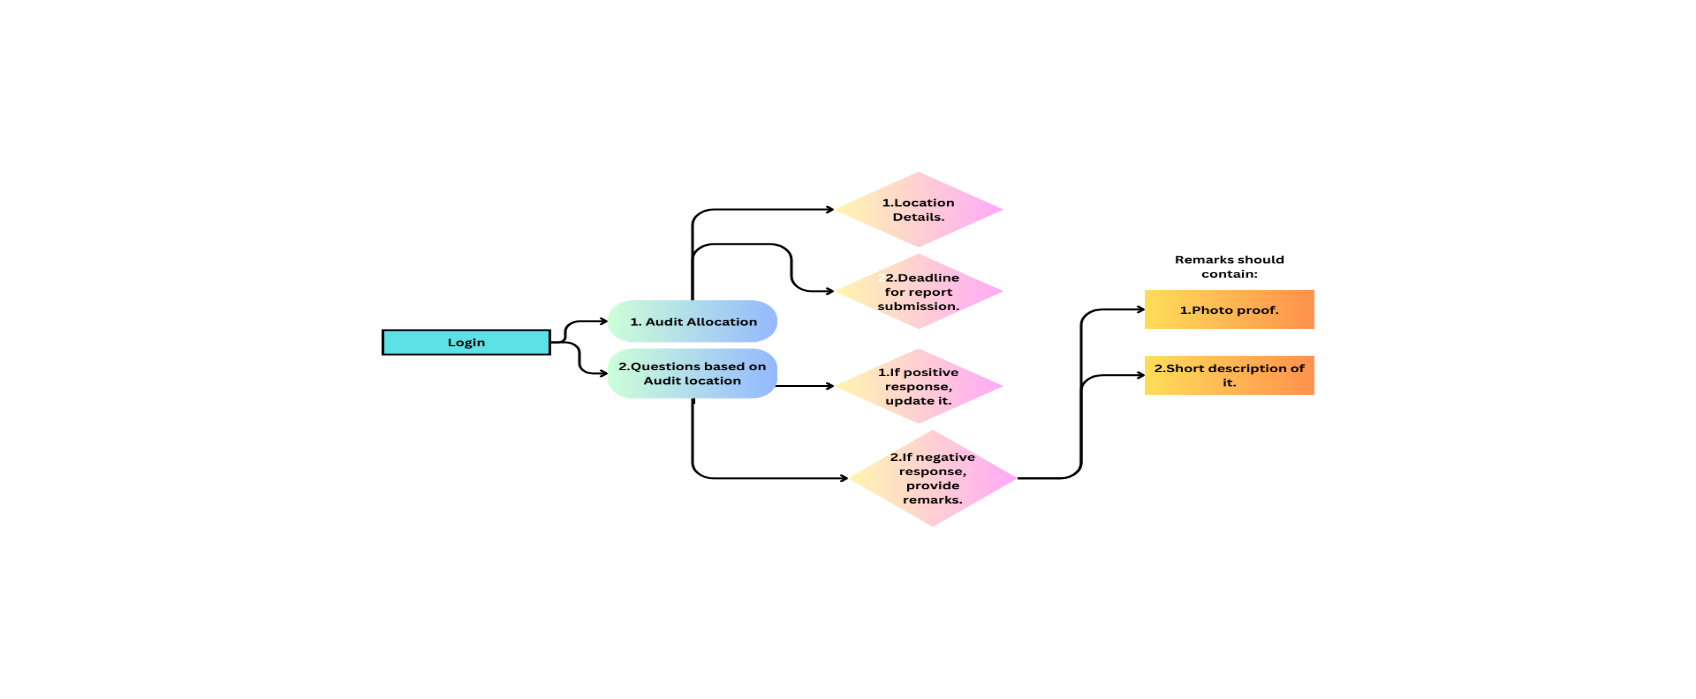 Login
1. Audit Allocation
2.Questions based on
Audit location
1.Location
Details.
2.Deadline
for report
submission.
1.If positive
response,
update it.
2.If negative
response,
provide
remarks.
Remarks should
contain:
1.Photo proof.
2.Short description of
it.